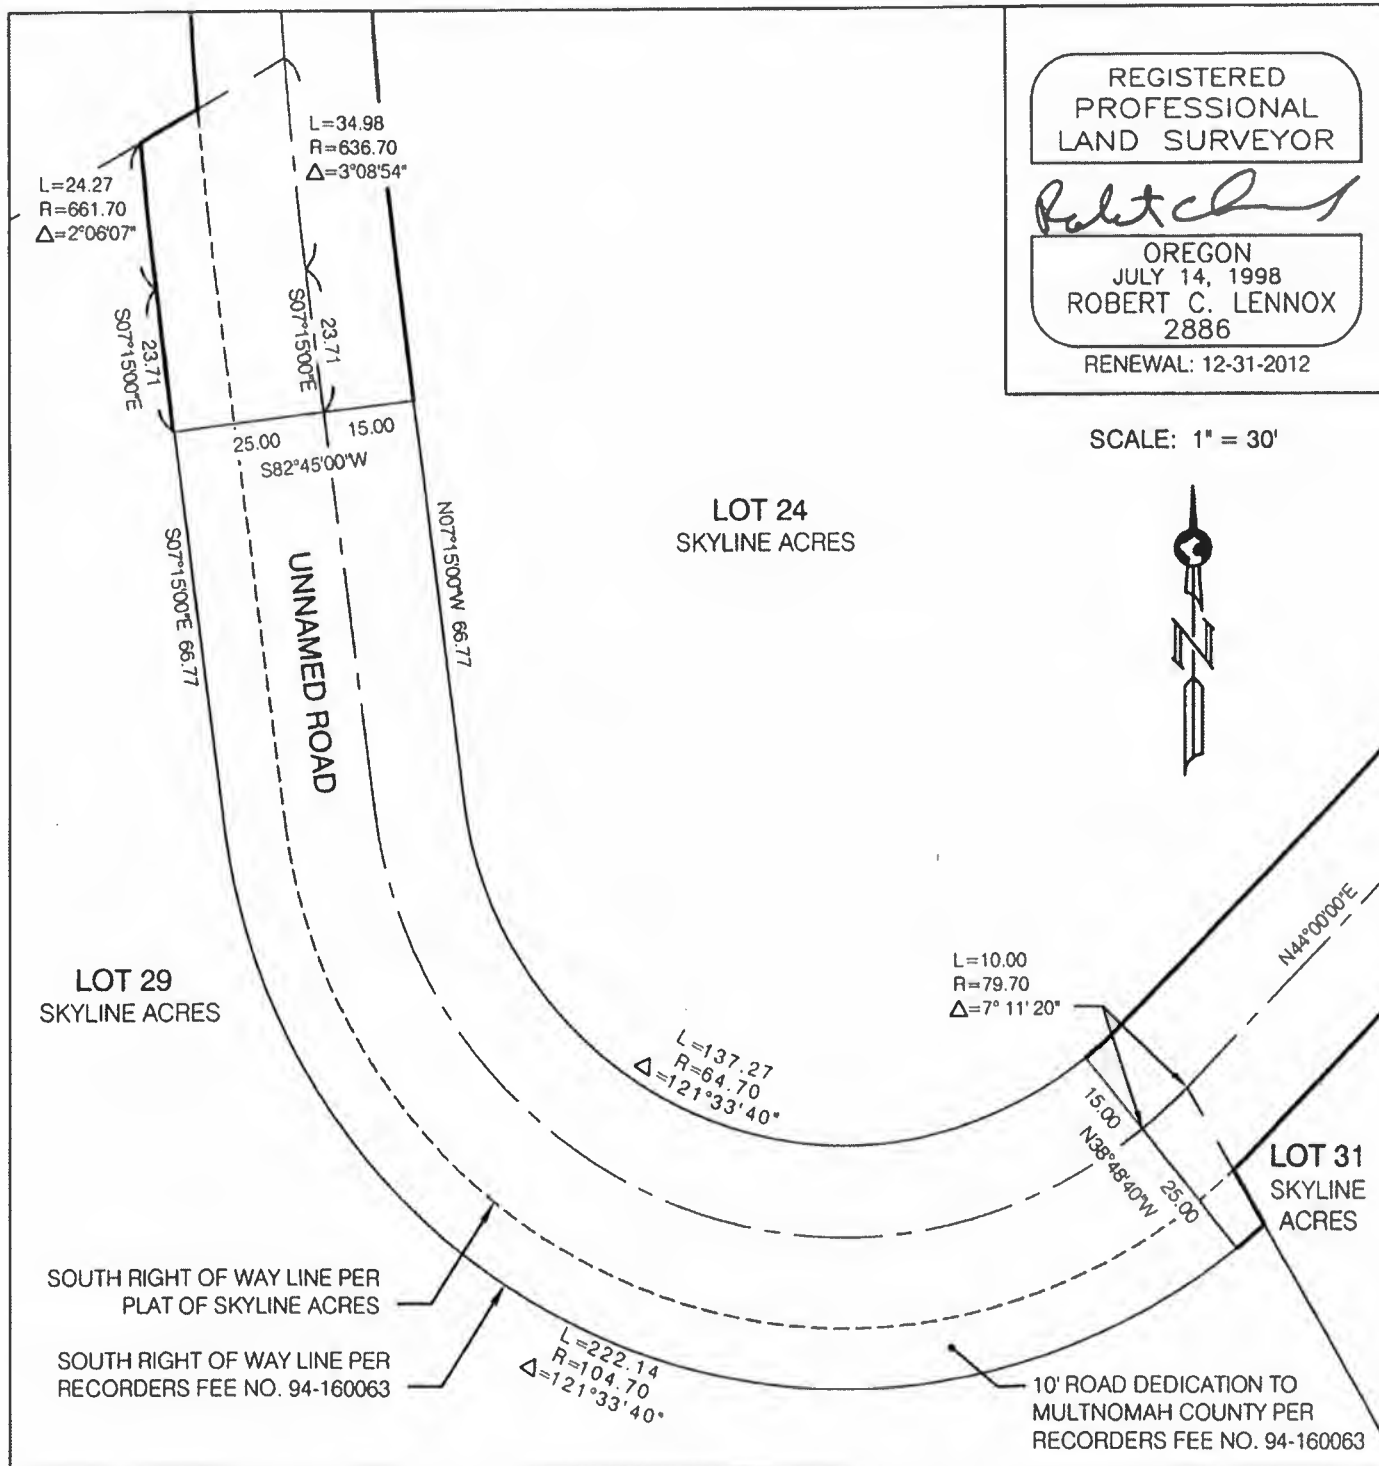 REGISTERED
PROFESSIONAL
LAND SURVEYOR
OREGON
JULY 14, 1998
ROBERT C. LENNOX
2886
RENEWAL: 12-31-2012
SCALE: 1" = 30'
N
L=34.98
R=636.70
Δ=3°08'54"
L=24.27
R=661.70
Δ=2°06'07"
23.71
S07°15'00"E
23.71
S07°15'00"E
25.00
15.00
S82°45'00"W
S07°15'00"E 66.77
N07°15'00"W 66.77
UNNAMED ROAD
LOT 24
SKYLINE ACRES
LOT 29
SKYLINE ACRES
L=10.00
R=79.70
Δ=7° 11' 20"
N44°00'00"E
L=137.27
R=64.70
Δ=121°33'40"
15.00
N38°48'40"W
25.00
LOT 31
SKYLINE
ACRES
SOUTH RIGHT OF WAY LINE PER
PLAT OF SKYLINE ACRES
SOUTH RIGHT OF WAY LINE PER
RECORDERS FEE NO. 94-160063
L=222.14
R=104.70
Δ=121°33'40"
10' ROAD DEDICATION TO
MULTNOMAH COUNTY PER
RECORDERS FEE NO. 94-160063